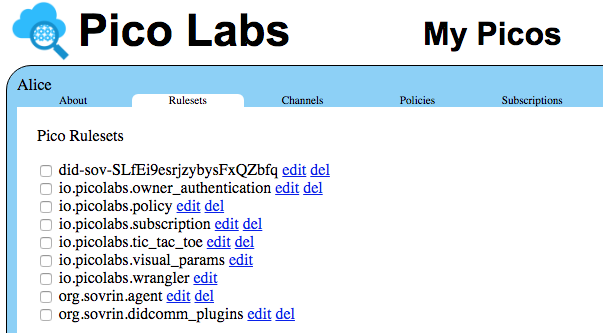 Pico Labs My Picos
Alice
About Rulesets Channels Policies Subscriptions
Pico Rulesets
did-sov-SLfEi9esrjzybysFxQZbfq edit del
io.picolabs.owner_authentication edit del
io.picolabs.policy edit del
io.picolabs.subscription edit del
io.picolabs.tic_tac_toe edit del
io.picolabs.visual_params edit
io.picolabs.wrangler edit
org.sovrin.agent edit del
org.sovrin.didcomm_plugins edit del